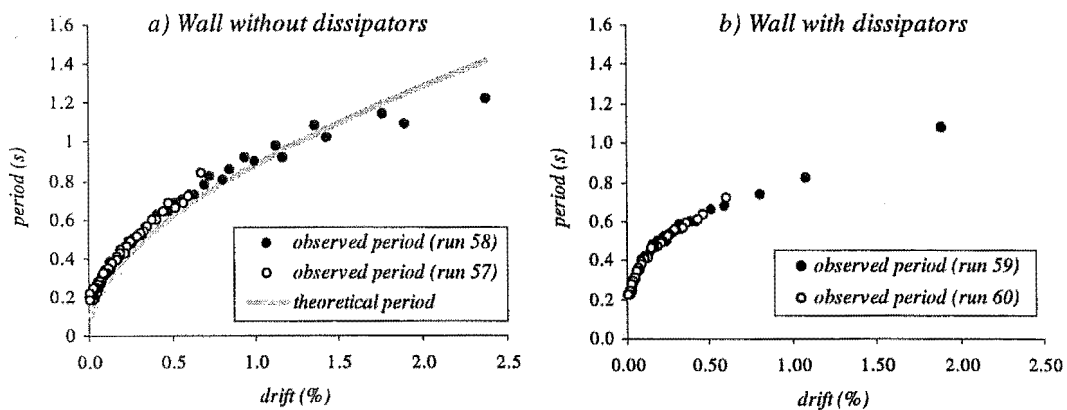 a) Wall without dissipators
1.6
1.4
1.2
1
0.8
0.6
0.4
0.2
0
period (s)
observed period (run 58)
observed period (run 57)
theoretical period
0.0 0.5 1.0 1.5 2.0 2.5
drift (%)
b) Wall with dissipators
1.6
1.4
1.2
1.0
0.8
0.6
0.4
0.2
0.0
period (s)
observed period (run 59)
observed period (run 60)
0.00 0.50 1.00 1.50 2.00 2.50
drift (%)